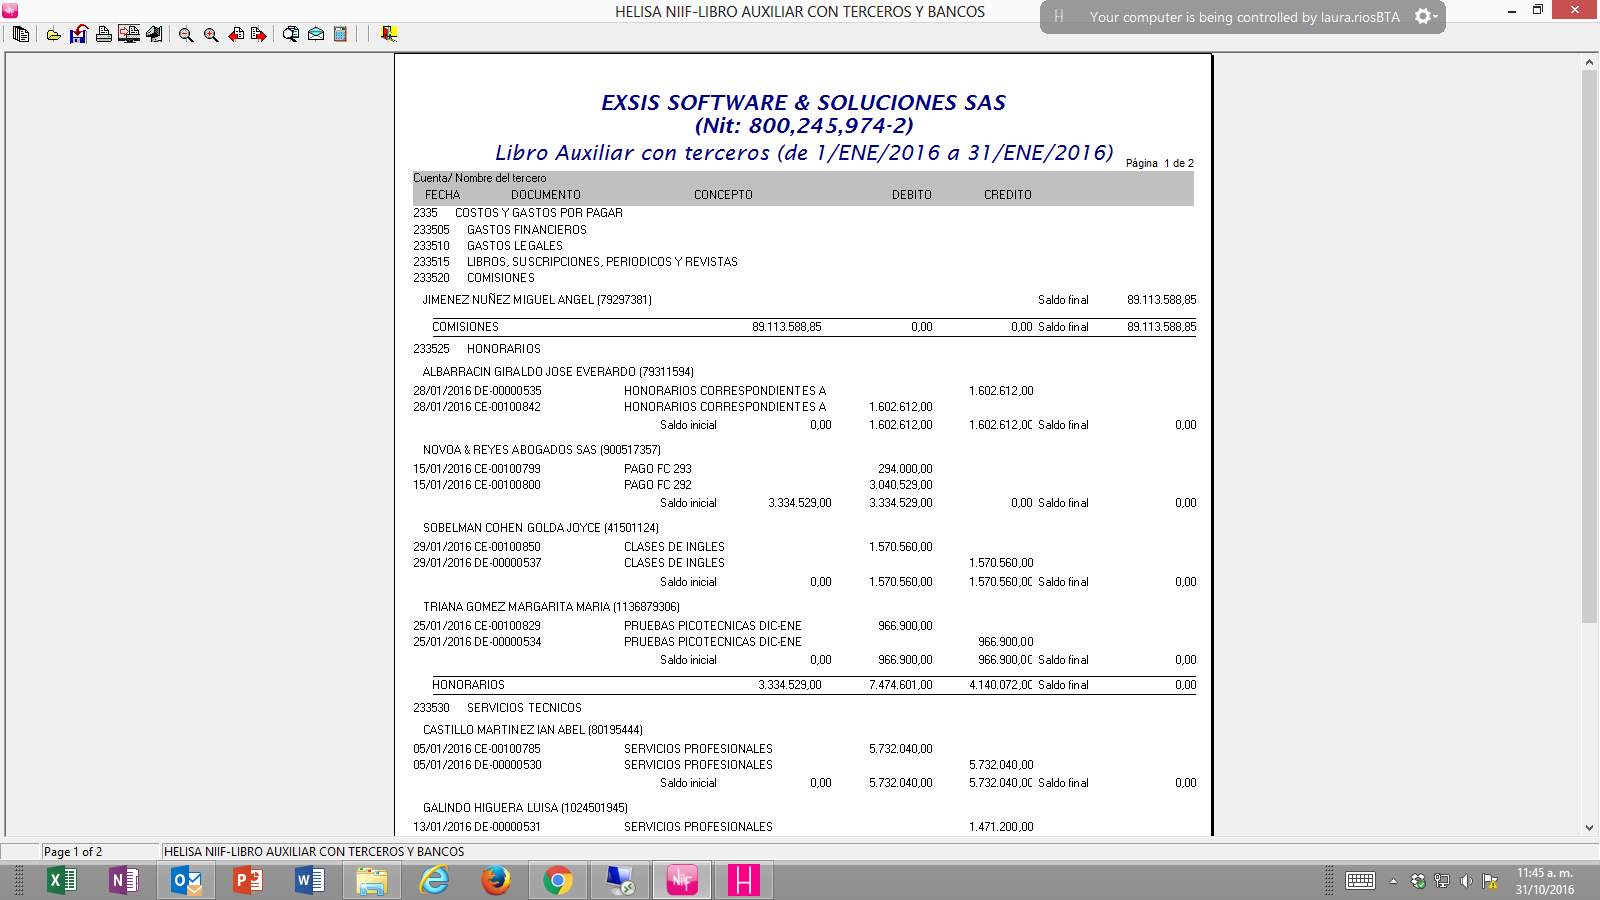 HELISA NIIF-LIBRO AUXILIAR CON TERCEROS Y BANCOS
H Your computer is being controlled by laura.riosBTA
EXSIS SOFTWARE & SOLUCIONES SAS
(Nit: 800,245,974-2)
Libro Auxiliar con terceros (de 1/ENE/2016 a 31/ENE/2016)
Página 1 de 2
Cuenta/ Nombre del tercero
FECHA DOCUMENTO CONCEPTO DEBITO CREDITO
2335 COSTOS Y GASTOS POR PAGAR
233505 GASTOS FINANCIEROS
233510 GASTOS LEGALES
233515 LIBROS, SUSCRIPCIONES, PERIODICOS Y REVISTAS
233520 COMISIONES
JIMENEZ NUÑEZ MIGUEL ANGEL (79297381) Saldo final 89.113.588,85
COMISIONES 89.113.588,85 0,00 0,00 Saldo final 89.113.588,85
233525 HONORARIOS
ALBARRACIN GIRALDO JOSE EVERARDO (79311594)
28/01/2016 DE-00000535 HONORARIOS CORRESPONDIENTES A 1.602.612,00
28/01/2016 CE-00100842 HONORARIOS CORRESPONDIENTES A 1.602.612,00
Saldo inicial 0,00 1.602.612,00 1.602.612,00 Saldo final 0,00
NOVOA & REYES ABOGADOS SAS (900517357)
15/01/2016 CE-00100799 PAGO FC 293 294.000,00
15/01/2016 CE-00100800 PAGO FC 292 3.040.529,00
Saldo inicial 3.334.529,00 3.334.529,00 0,00 Saldo final 0,00
SOBELMAN COHEN GOLDA JOYCE (41501124)
29/01/2016 CE-00100850 CLASES DE INGLES 1.570.560,00
29/01/2016 DE-00000537 CLASES DE INGLES 1.570.560,00
Saldo inicial 0,00 1.570.560,00 1.570.560,00 Saldo final 0,00
TRIANA GOMEZ MARGARITA MARIA (1136879306)
25/01/2016 CE-00100829 PRUEBAS PICOTECNICAS DIC-ENE 966.900,00
25/01/2016 DE-00000534 PRUEBAS PICOTECNICAS DIC-ENE 966.900,00
Saldo inicial 0,00 966.900,00 966.900,00 Saldo final 0,00
HONORARIOS 3.334.529,00 7.474.601,00 4.140.072,00 Saldo final 0,00
233530 SERVICIOS TECNICOS
CASTILLO MARTINEZ IAN ABEL (80195444)
05/01/2016 CE-00100785 SERVICIOS PROFESIONALES 5.732.040,00
05/01/2016 DE-00000530 SERVICIOS PROFESIONALES 5.732.040,00
Saldo inicial 0,00 5.732.040,00 5.732.040,00 Saldo final 0,00
GALINDO HIGUERA LUISA (1024501945)
13/01/2016 DE-00000531 SERVICIOS PROFESIONALES 1.471.200,00
Page 1 of 2 HELISA NIIF-LIBRO AUXILIAR CON TERCEROS Y BANCOS
11:45 a. m.
31/10/2016